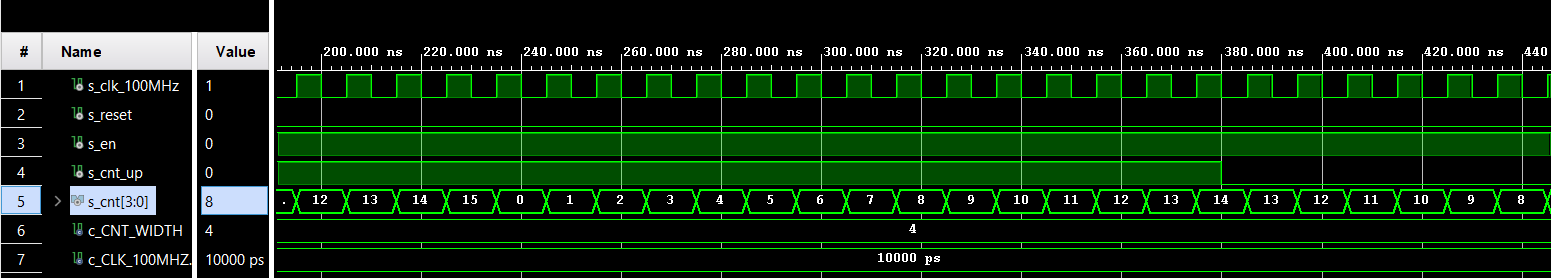 # Name Value
200.000 ns 220.000 ns 240.000 ns 260.000 ns 280.000 ns 300.000 ns 320.000 ns 340.000 ns 360.000 ns 380.000 ns 400.000 ns 420.000 ns 440
1 s_clk_100MHz 1
2 s_reset 0
3 s_en 0
4 s_cnt_up 0
5 > s_cnt[3:0] 8 . 12 13 14 15 0 1 2 3 4 5 6 7 8 9 10 11 12 13 14 13 12 11 10 9 8
6 c_CNT_WIDTH 4 4
7 c_CLK_100MHZ. 10000 ps 10000 ps